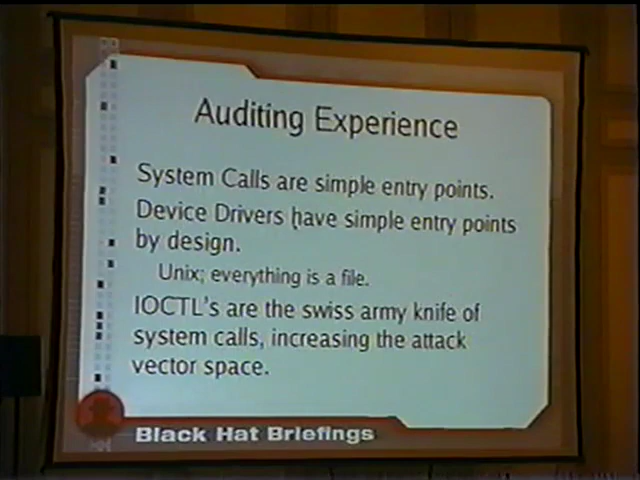 Auditing Experience
System Calls are simple entry points.
Device Drivers have simple entry points
by design.
Unix; everything is a file.
IOCTL's are the swiss army knife of
system calls, increasing the attack
vector space.
Black Hat Briefings